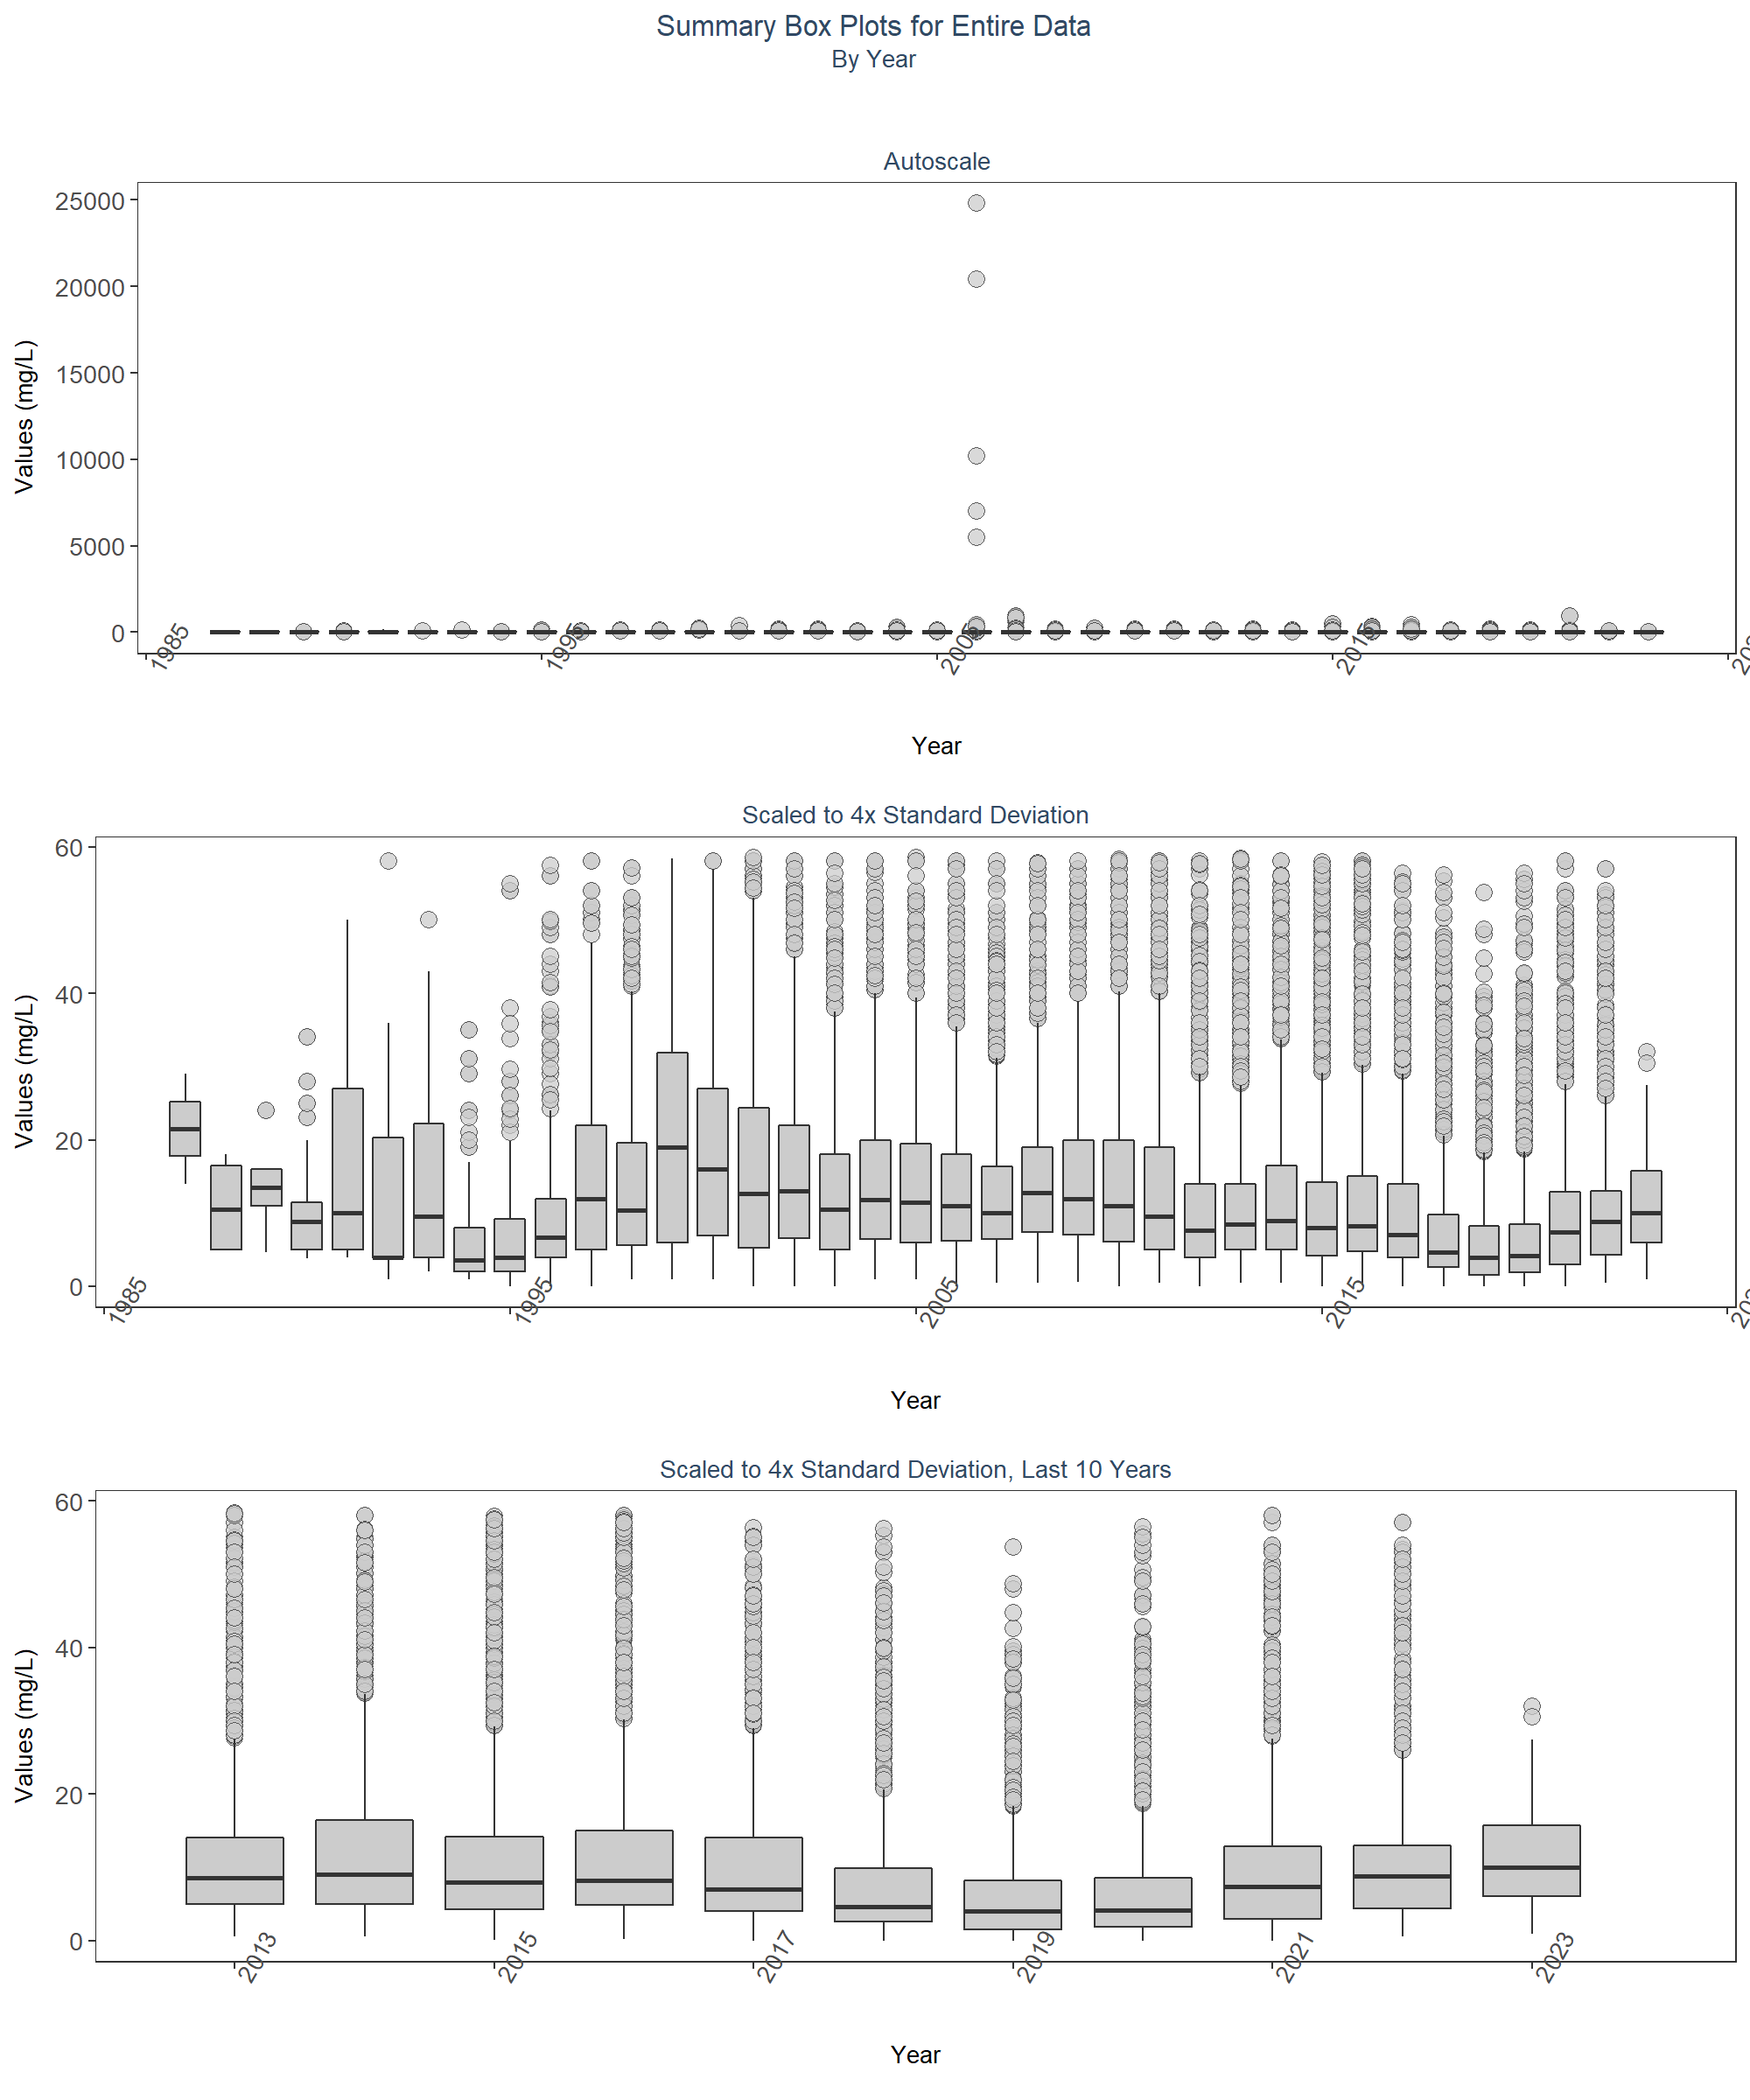 Summary Box Plots for Entire Data
By Year
Autoscale
25000
20000
15000
10000
5000
0
Values (mg/L)
1985
1995
2005
2015
Year
Scaled to 4x Standard Deviation
60
40
20
0
Values (mg/L)
1985
1995
2005
2015
Year
Scaled to 4x Standard Deviation, Last 10 Years
60
40
20
0
Values (mg/L)
2013
2015
2017
2019
2021
2023
Year